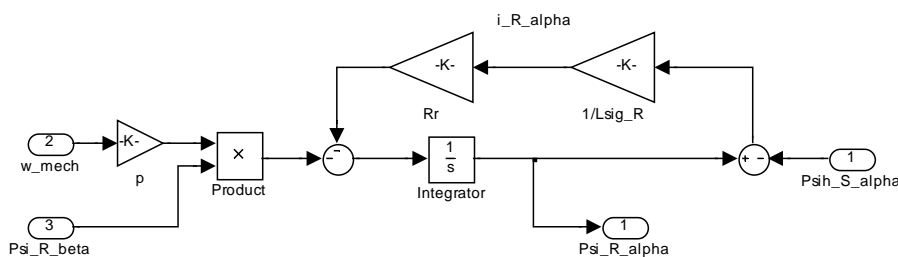 i_R_alpha
-K-
-K-
Rr
1/Lsig_R
2
w_mech
-K-
p
×
Product
- -
1
s
Integrator
+ -
1
Psih_S_alpha
3
Psi_R_beta
1
Psi_R_alpha